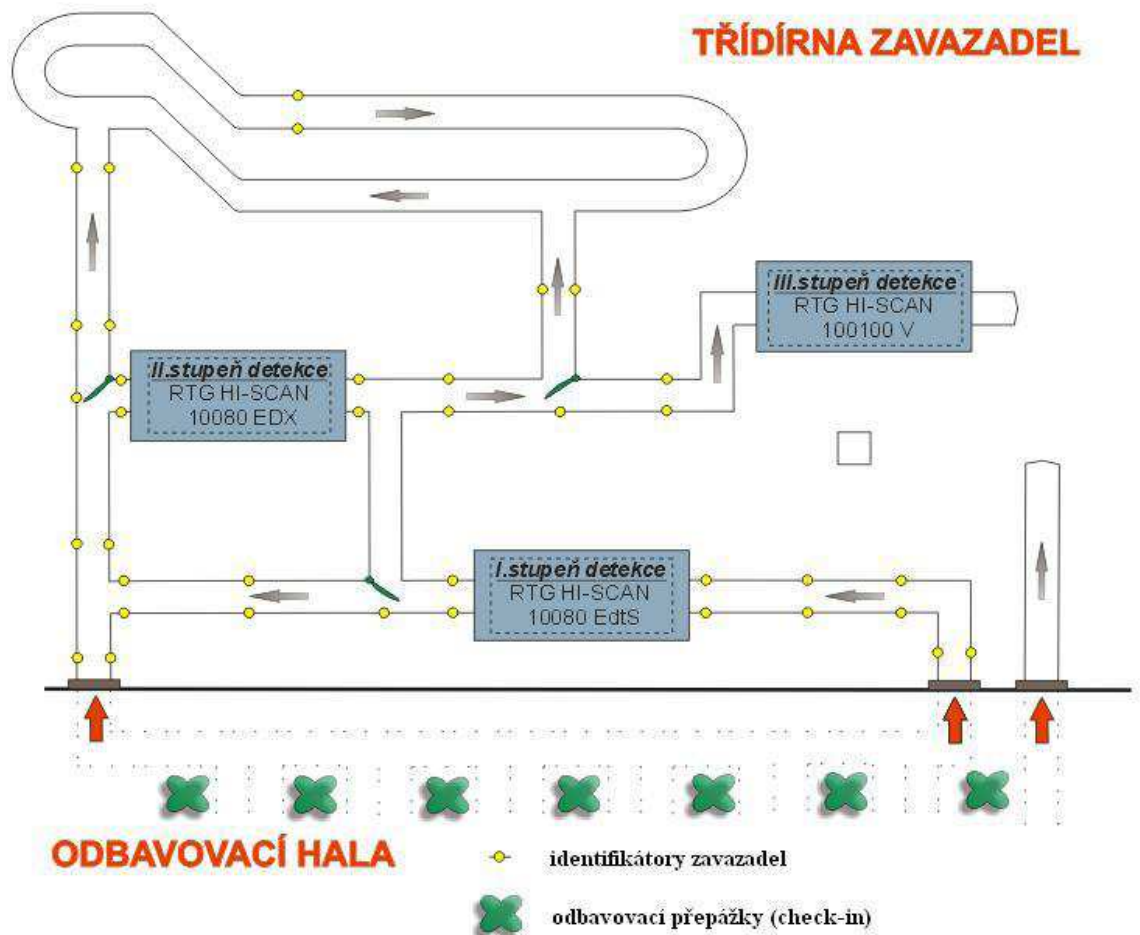 TŘÍDÍRNA ZAVAZADEL
III.stupeň detekce
RTG HI-SCAN
100100 V
II.stupeň detekce
RTG HI-SCAN
10080 EDX
I.stupeň detekce
RTG HI-SCAN
10080 EdtS
ODBAVOVACÍ HALA
identifikátory zavazadel
odbavovací přepážky (check-in)